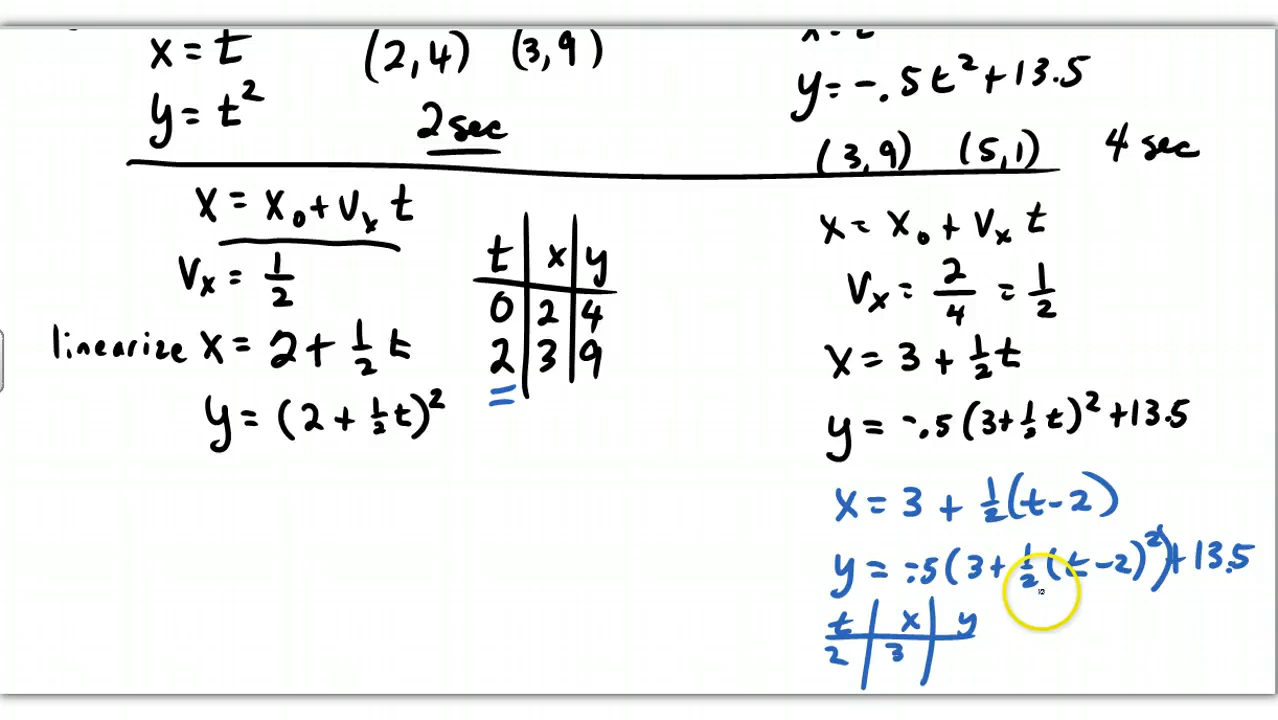 x = t (2,4) (3,9)
y = t²
2 sec
y = -.5t² + 13.5
(3,9) (5,1) 4 sec
x = x₀ + vₓ t
vₓ = 1/2
linearize x = 2 + 1/2 t
y = (2 + 1/2 t)²
t x y
0 2 4
2 3 9
x = x₀ + vₓ t
vₓ = 2/4 = 1/2
x = 3 + 1/2 t
y = -.5(3 + 1/2 t)² + 13.5
x = 3 + 1/2(t-2)
y = -.5(3 + 1/2(t-2)²) + 13.5
t x y
2 3